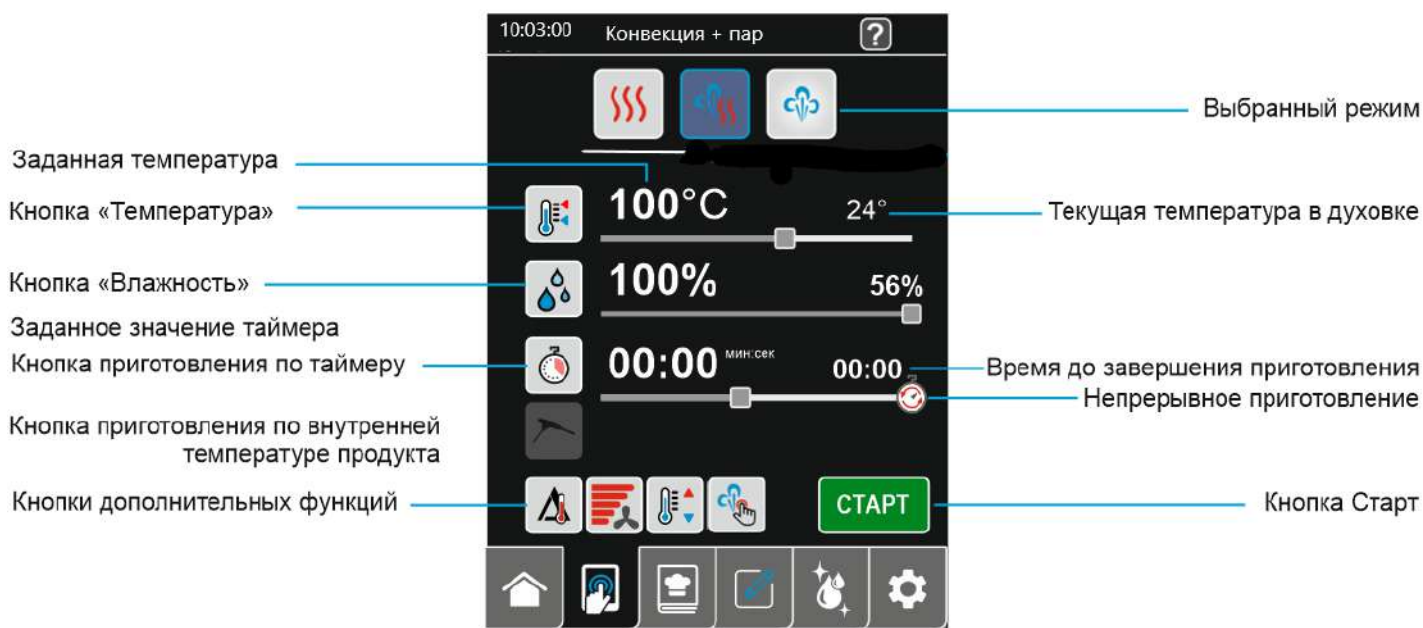 10:03:00 Конвекция + пар ?
Выбранный режим
Заданная температура
Кнопка «Температура»
100°C 24°
Текущая температура в духовке
Кнопка «Влажность»
100% 56%
Заданное значение таймера
Кнопка приготовления по таймеру
00:00 мин:сек 00:00
Время до завершения приготовления
Непрерывное приготовление
Кнопка приготовления по внутренней
температуре продукта
Кнопки дополнительных функций
СТАРТ
Кнопка Старт